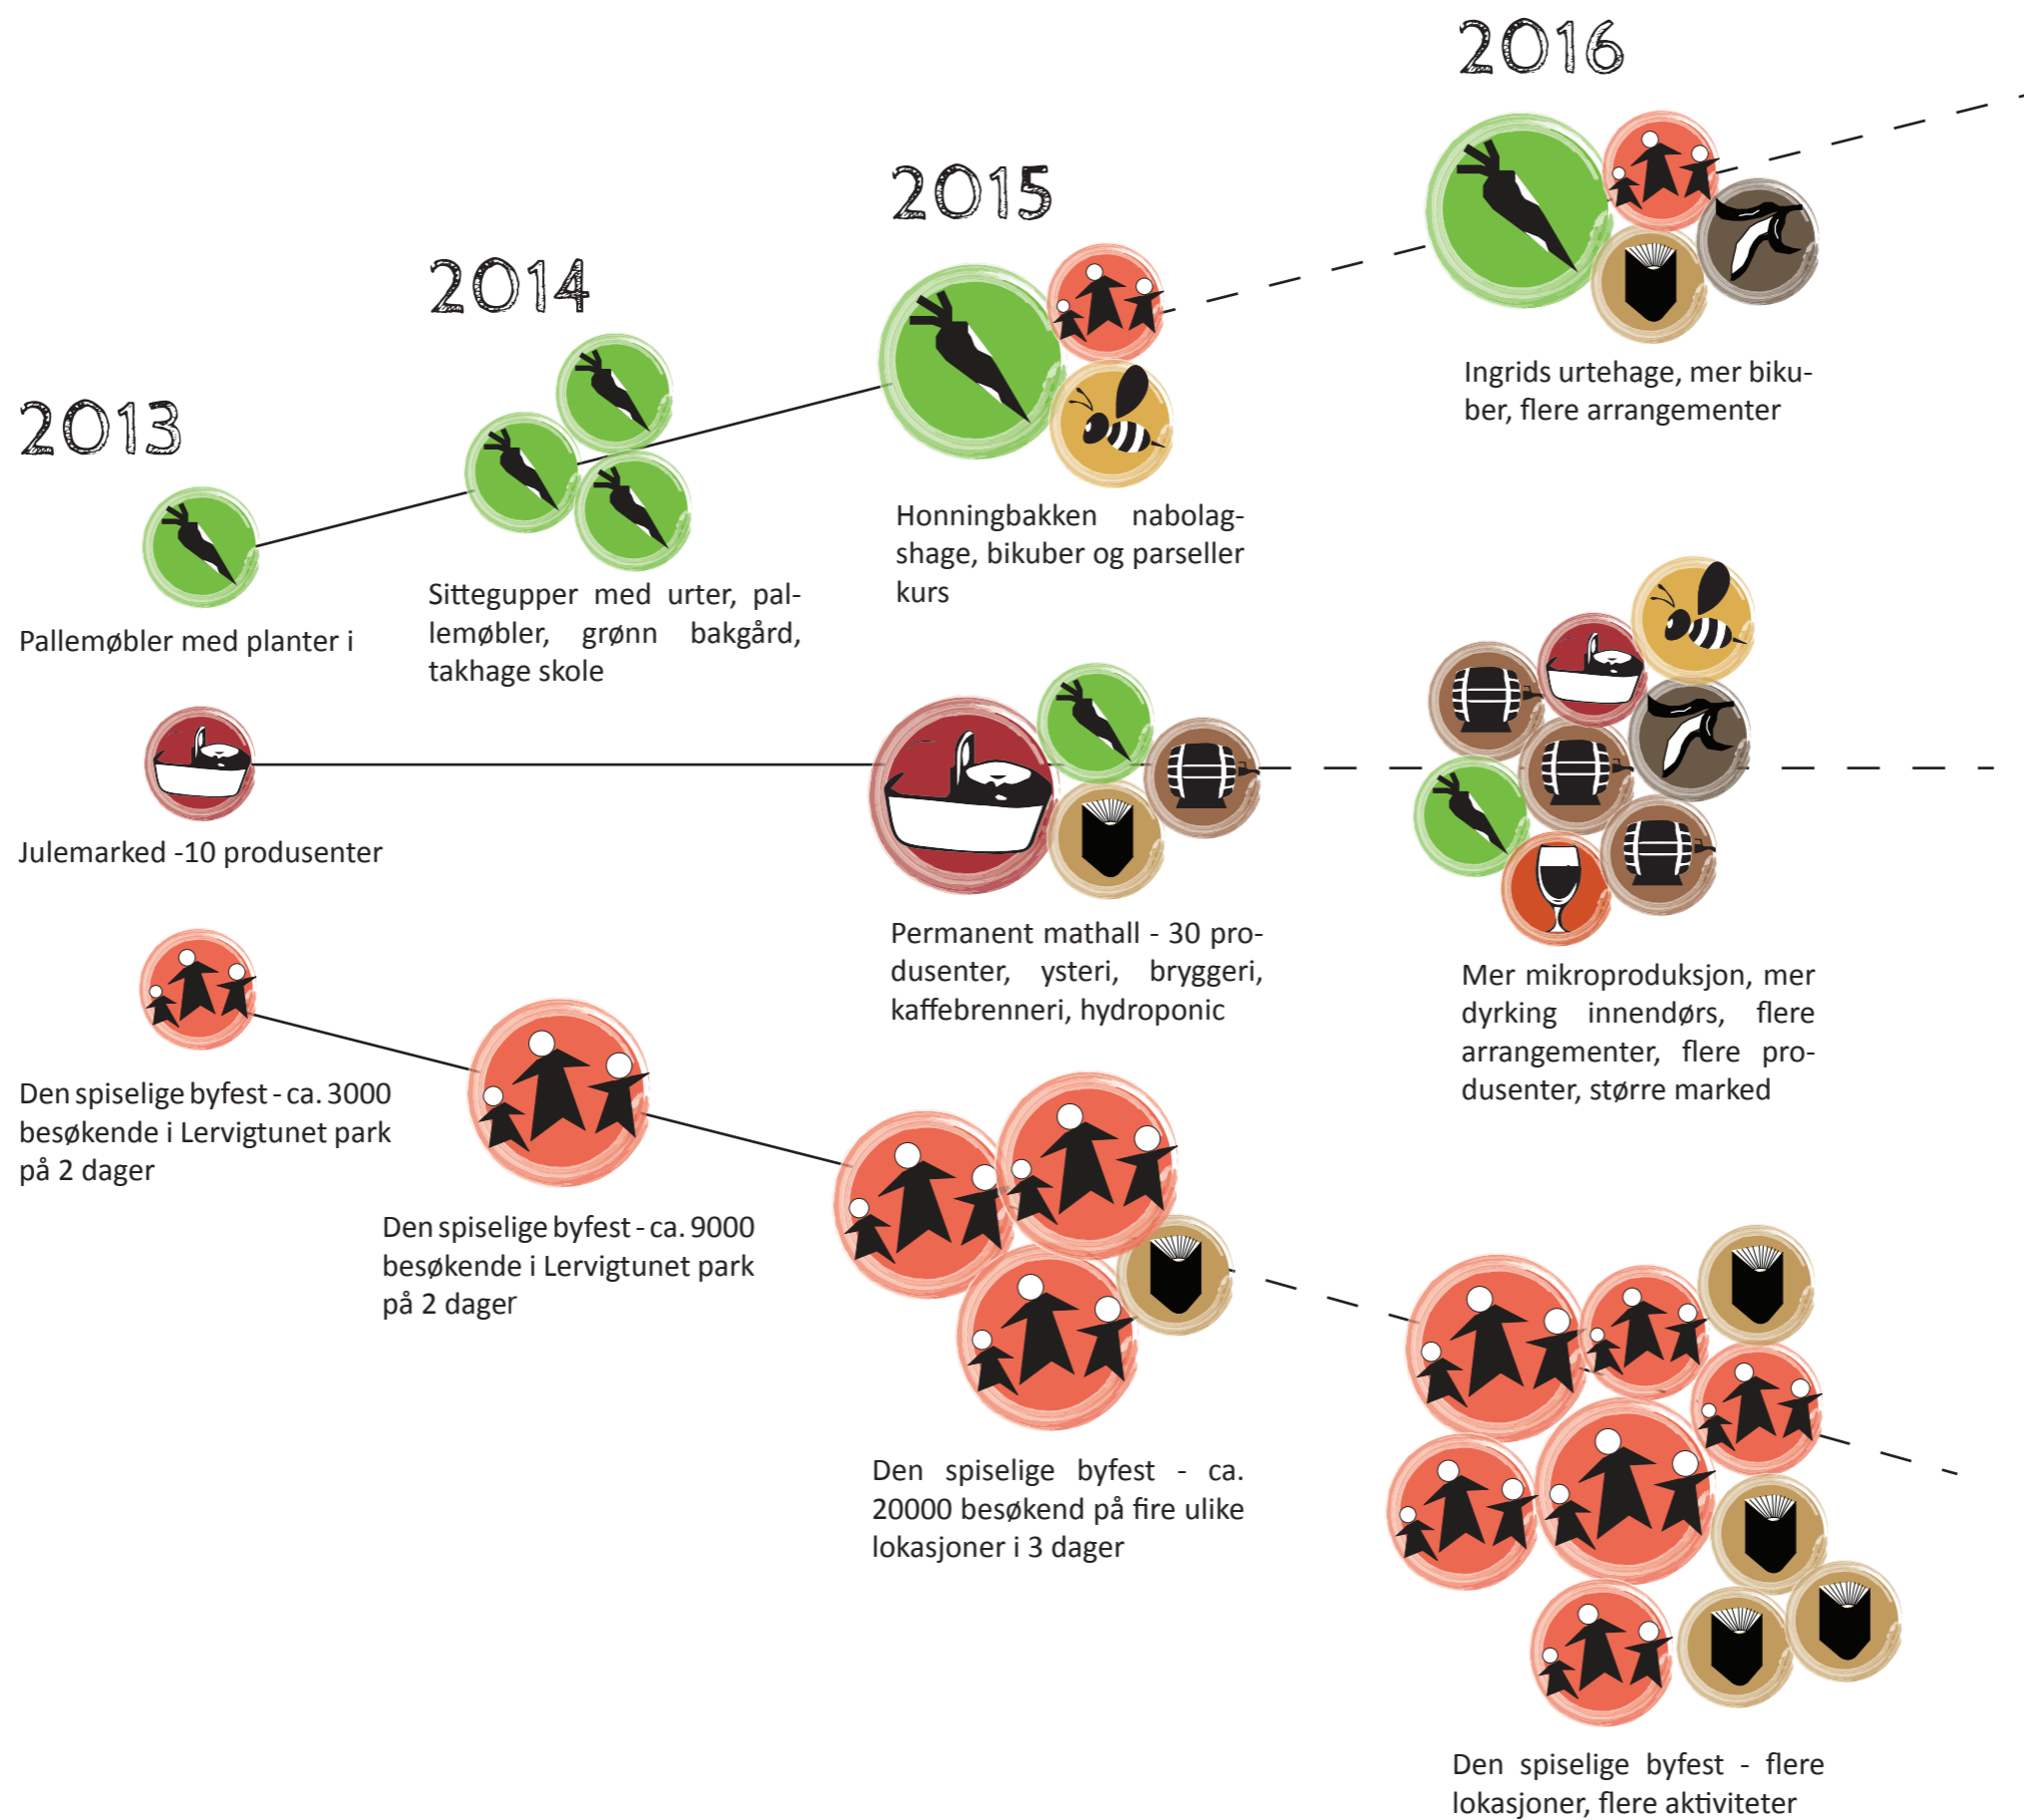 2013
Pallemøbler med planter i
Julemarked -10 produsenter
Den spiselige byfest - ca. 3000
besøkende i Lervigtunet park
på 2 dager
2014
Sittegupper med urter, pal-
lemøbler, grønn bakgård,
takhage skole
Den spiselige byfest - ca. 9000
besøkende i Lervigtunet park
på 2 dager
2015
Honningbakken nabolag-
shage, bikuber og parseller
kurs
Permanent mathall - 30 pro-
dusenter, ysteri, bryggeri,
kaffebrenneri, hydroponic
Den spiselige byfest - ca.
20000 besøkend på fire ulike
lokasjoner i 3 dager
2016
Ingrids urtehage, mer biku-
ber, flere arrangementer
Mer mikroproduksjon, mer
dyrking innendørs, flere
arrangementer, flere pro-
dusenter, større marked
Den spiselige byfest - flere
lokasjoner, flere aktiviteter